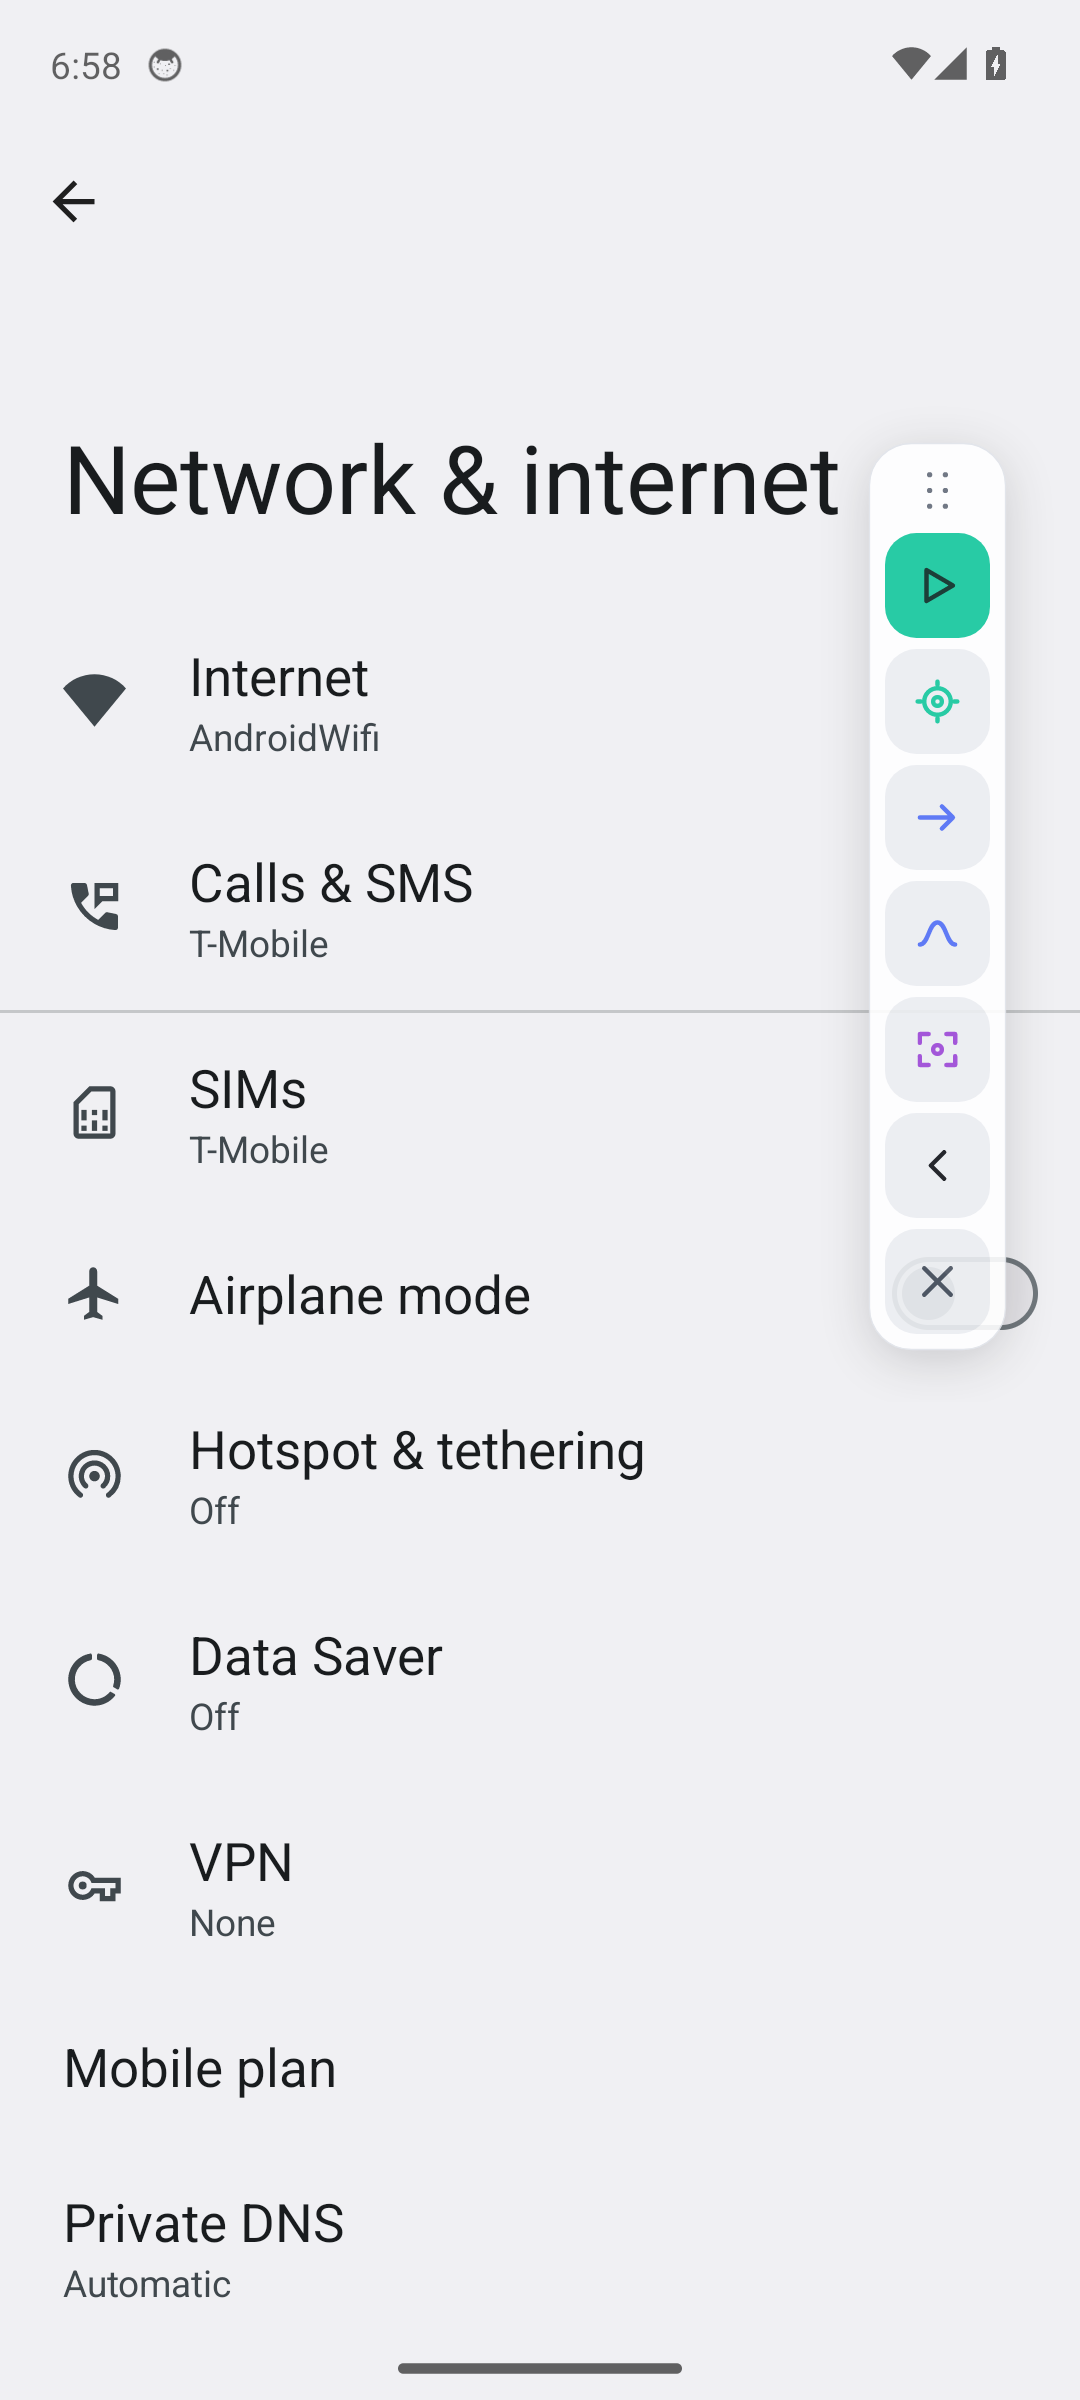 6:58
Network & internet
Internet
AndroidWifi
Calls & SMS
T-Mobile
SIMs
T-Mobile
Airplane mode
Hotspot & tethering
Off
Data Saver
Off
VPN
None
Mobile plan
Private DNS
Automatic